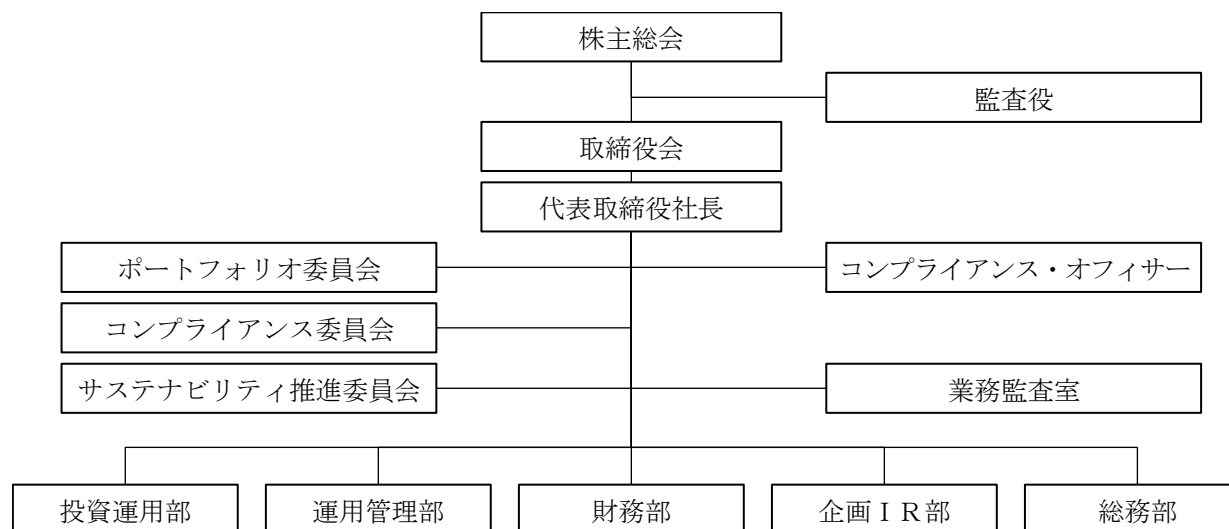 株主総会
監査役
取締役会
代表取締役社長
ポートフォリオ委員会
コンプライアンス・オフィサー
コンプライアンス委員会
サステナビリティ推進委員会
業務監査室
投資運用部
運用管理部
財務部
企画ＩＲ部
総務部